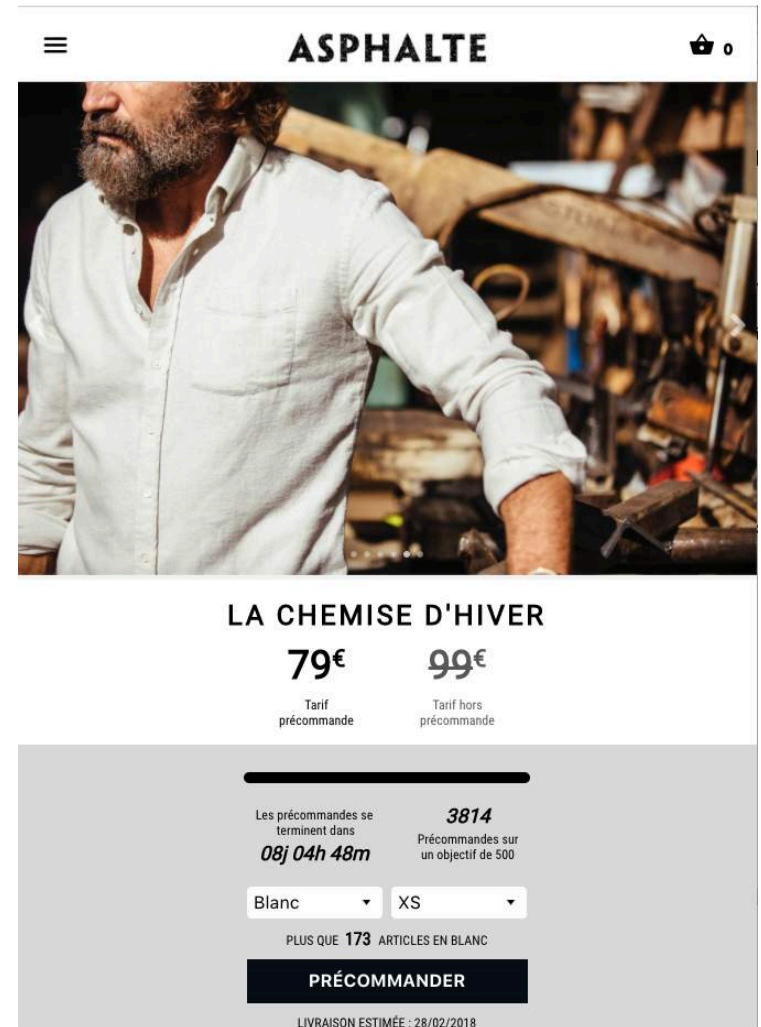 ASPHALTE
0
LA CHEMISE D'HIVER
79€
99€
Tarif
précommande
Tarif hors
précommande
Les précommandes se
terminent dans
08j 04h 48m
3814
Précommandes sur
un objectif de 500
Blanc
XS
PLUS QUE 173 ARTICLES EN BLANC
PRÉCOMMANDER
LIVRAISON ESTIMÉE : 28/02/2018